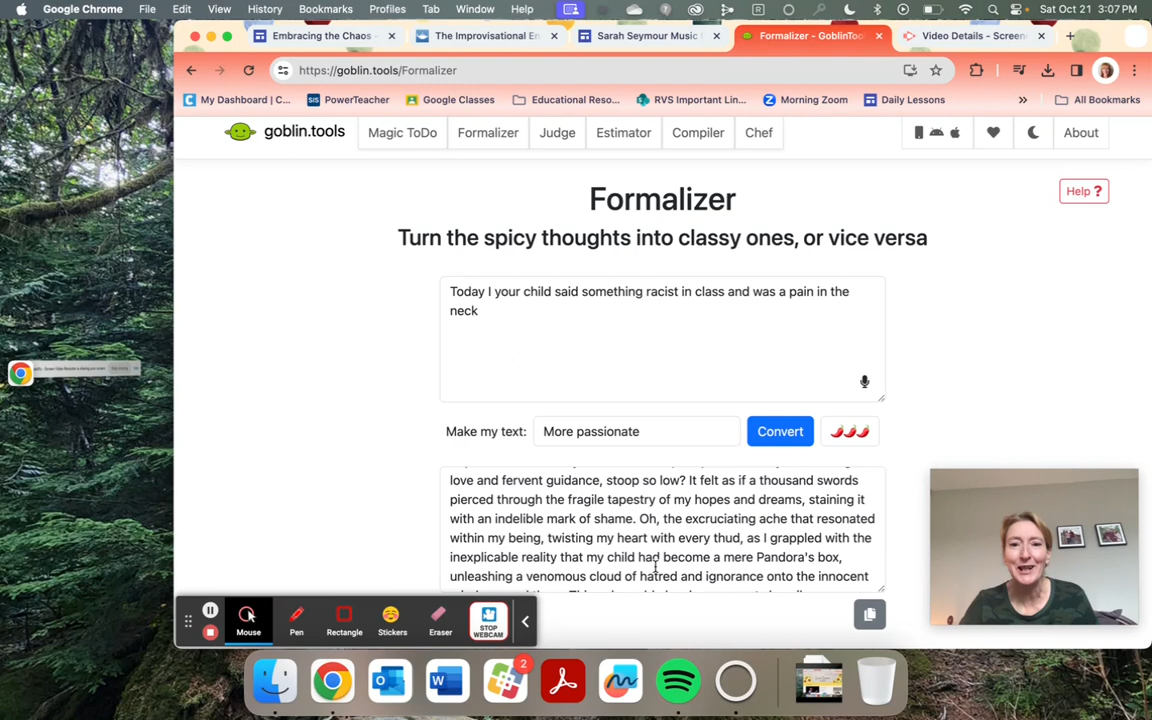 Google Chrome File Edit View History Bookmarks Profiles Tab Window Help Sat Oct 21 3:07 PM
Embracing the Chaos - The Improvisational En Sarah Seymour Music Formalizer - GoblinToo Video Details - Screen
https://goblin.tools/Formalizer
My Dashboard | C... PowerTeacher Google Classes Educational Reso... RVS Important Lin... Morning Zoom Daily Lessons » All Bookmarks
goblin.tools Magic ToDo Formalizer Judge Estimator Compiler Chef About
Formalizer
Help ?
Turn the spicy thoughts into classy ones, or vice versa
Today I your child said something racist in class and was a pain in the
neck
Make my text: More passionate Convert
love and fervent guidance, stoop so low? It felt as if a thousand swords
pierced through the fragile tapestry of my hopes and dreams, staining it
with an indelible mark of shame. Oh, the excruciating ache that resonated
within my being, twisting my heart with every thud, as I grappled with the
inexplicable reality that my child had become a mere Pandora's box,
unleashing a venomous cloud of hatred and ignorance onto the innocent
Mouse Pen Rectangle Stickers Eraser STOP
WEBCAM
2